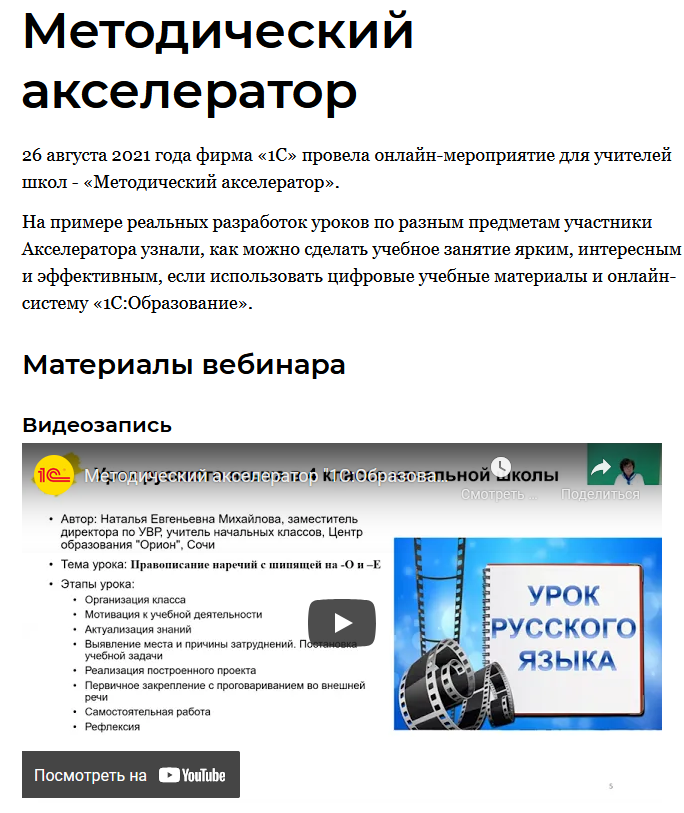 Методический
акселератор
26 августа 2021 года фирма «1С» провела онлайн-мероприятие для учителей
школ - «Методический акселератор».
На примере реальных разработок уроков по разным предметам участники
Акселератора узнали, как можно сделать учебное занятие ярким, интересным
и эффективным, если использовать цифровые учебные материалы и онлайн-
систему «1С:Образование».
Материалы вебинара
Видеозапись
1С
Методический акселератор "1С:Образова...
начальной школы
Смотреть ...
Поделиться
• Автор: Наталья Евгеньевна Михайлова, заместитель
директора по УВР, учитель начальных классов, Центр
образования "Орион", Сочи
• Тема урока: Правописание наречий с шипящей на -О и –Е
• Этапы урока:
• Организация класса
• Мотивация к учебной деятельности
• Актуализация знаний
• Выявление места и причины затруднений. Постановка
учебной задачи
• Реализация построенного проекта
• Первичное закрепление с проговариванием во внешней
речи
• Самостоятельная работа
• Рефлексия
УРОК
РУССКОГО
ЯЗЫКА
Посмотреть на YouTube
5